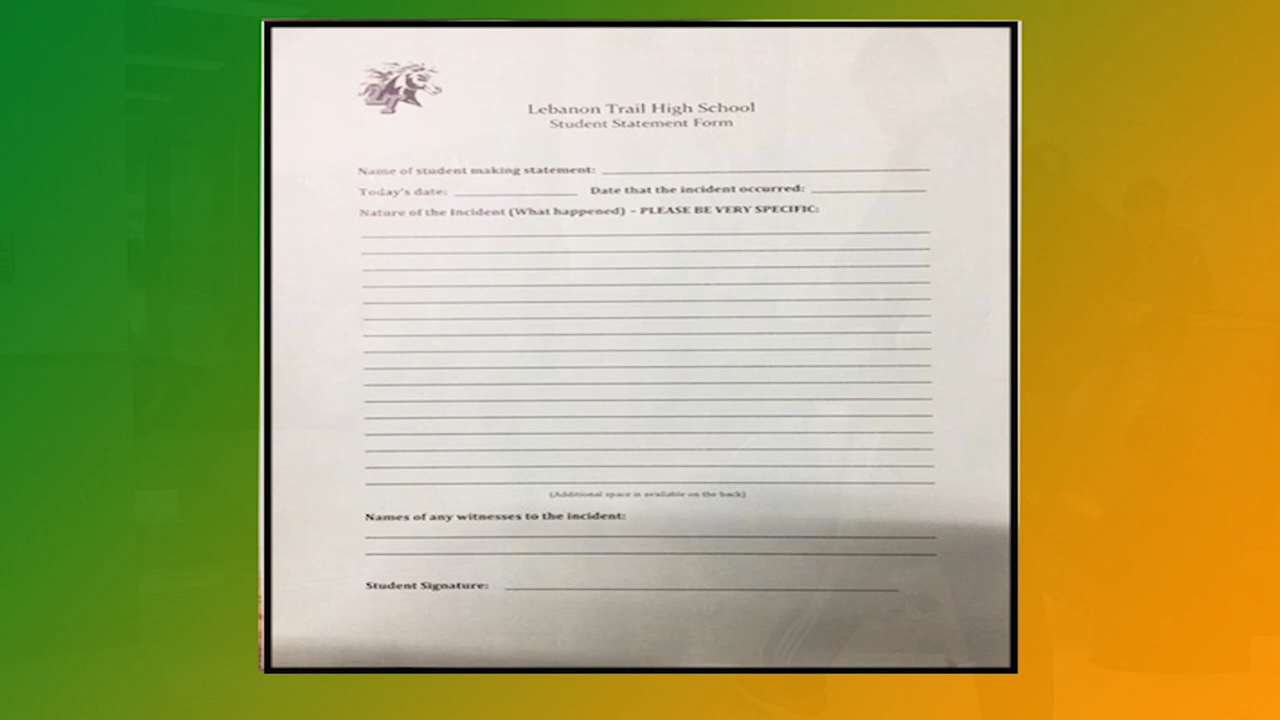 LT
Lebanon Trail High School
Student Statement Form
Name of student making statement:
Today's date: Date that the incident occurred:
Nature of the Incident (What happened) – PLEASE BE VERY SPECIFIC:
(Additional space is available on the back)
Names of any witnesses to the incident:
Student Signature: